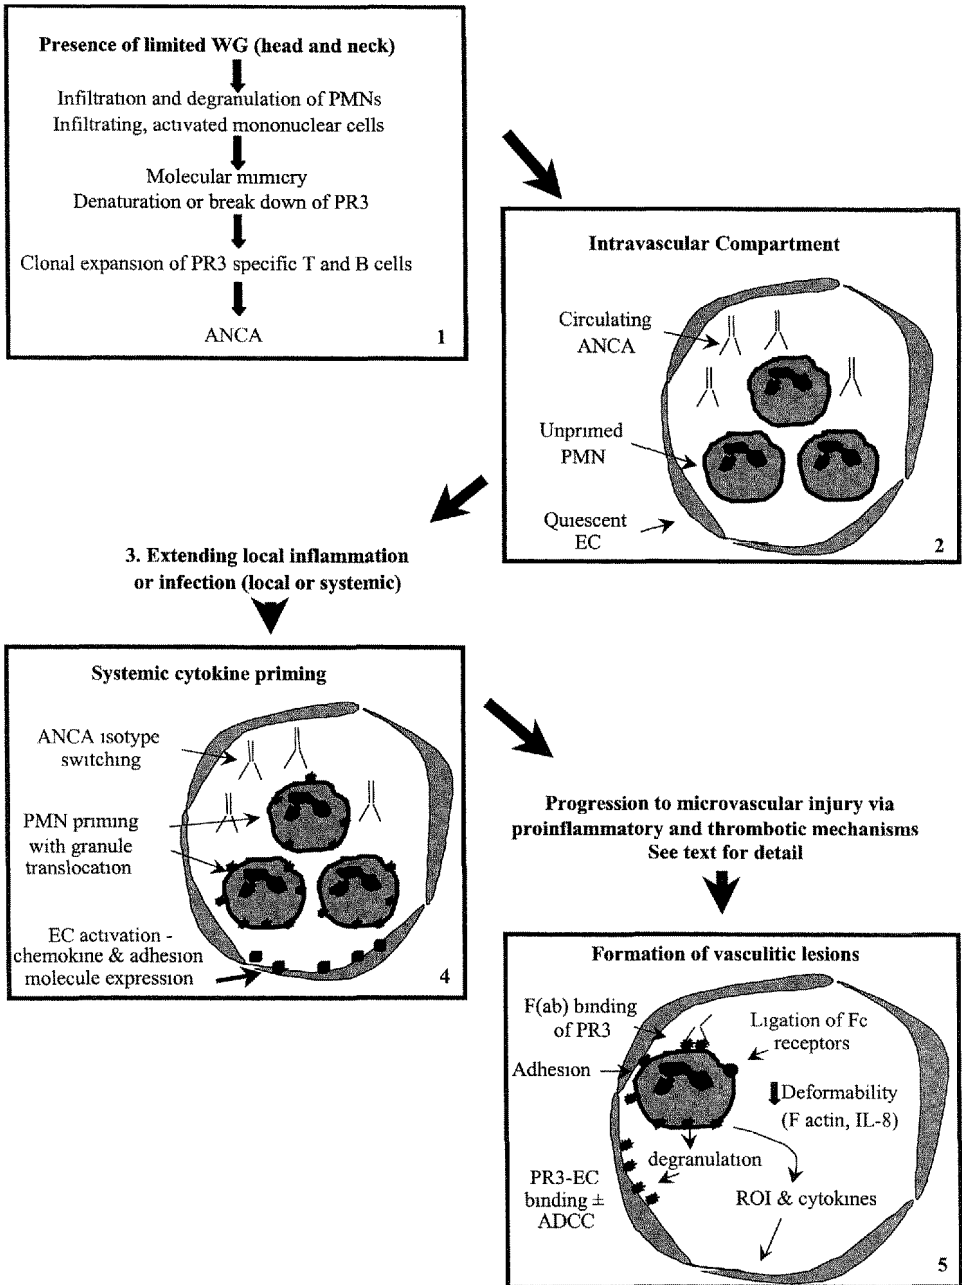 Presence of limited WG (head and neck)
Infiltration and degranulation of PMNs
Infiltrating, activated mononuclear cells
Molecular mimicry
Denaturation or break down of PR3
Clonal expansion of PR3 specific T and B cells
ANCA
1
Intravascular Compartment
Circulating
ANCA
Unprimed
PMN
Quiescent
EC
2
3. Extending local inflammation
or infection (local or systemic)
Systemic cytokine priming
ANCA isotype
switching
PMN priming
with granule
translocation
EC activation -
chemokine & adhesion
molecule expression
4
Progression to microvascular injury via
proinflammatory and thrombotic mechanisms
See text for detail
Formation of vasculitic lesions
F(ab) binding
of PR3
Ligation of Fc
receptors
Adhesion
Deformability
(F actin, IL-8)
degranulation
PR3-EC
binding ±
ADCC
ROI & cytokines
5